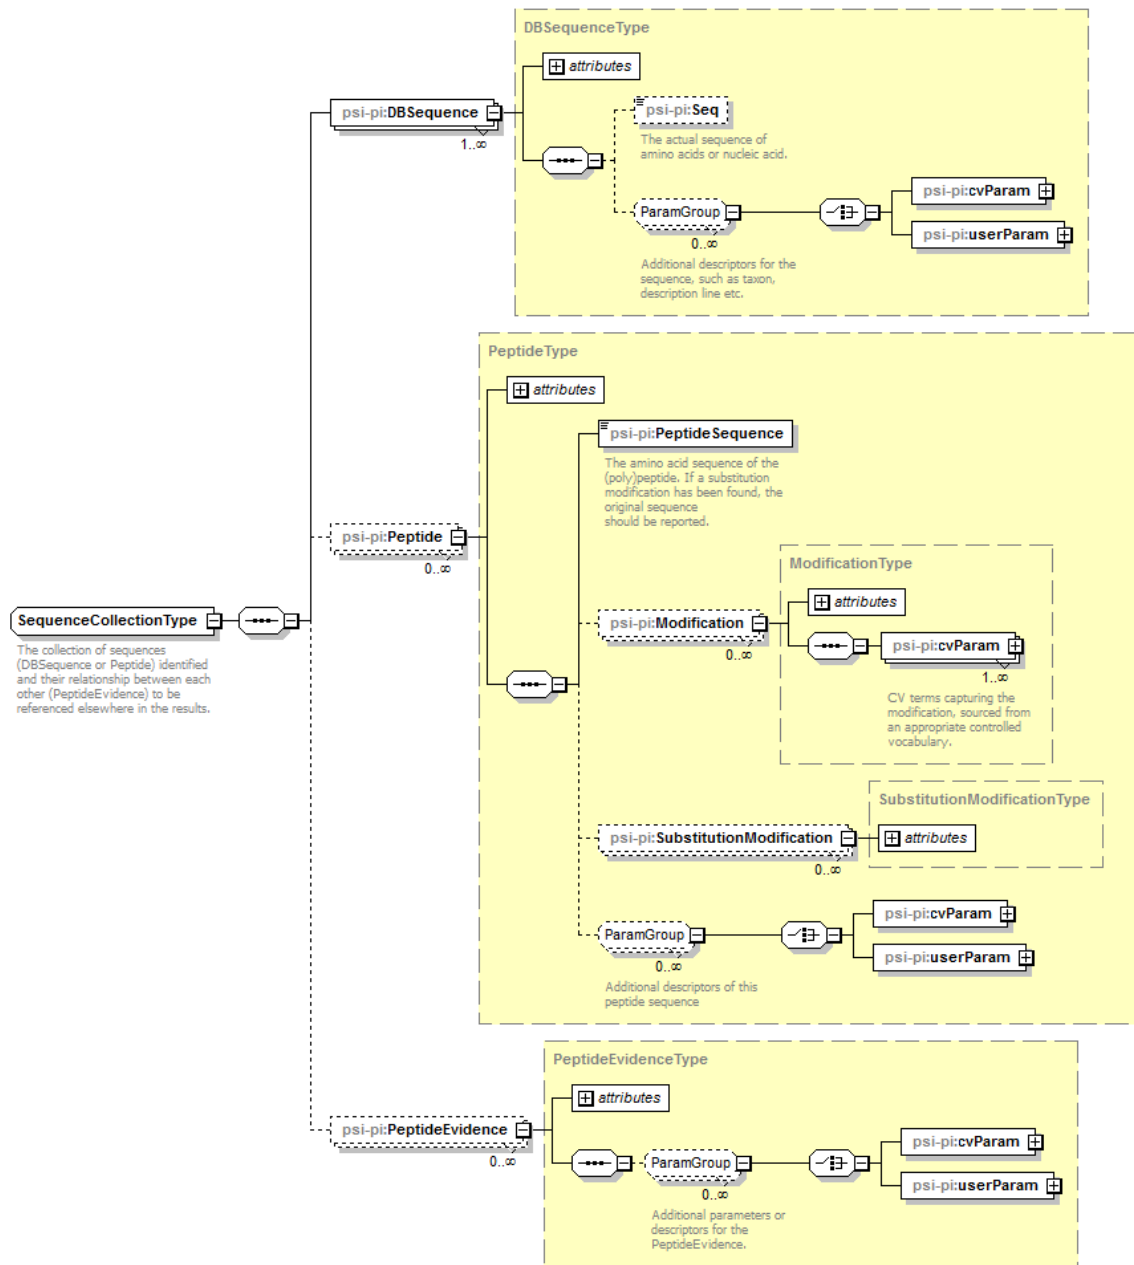 DBSequenceType
attributes
psi-pi:DBSequence
1..∞
psi-pi:Seq
The actual sequence of
amino acids or nucleic acid.
ParamGroup
0..∞
Additional descriptors for the
sequence, such as taxon,
description line etc.
psi-pi:cvParam
psi-pi:userParam
PeptideType
attributes
psi-pi:PeptideSequence
The amino acid sequence of the
(poly)peptide. If a substitution
modification has been found, the
original sequence
should be reported.
psi-pi:Peptide
0..∞
ModificationType
attributes
psi-pi:Modification
0..∞
psi-pi:cvParam
1..∞
CV terms capturing the
modification, sourced from
an appropriate controlled
vocabulary.
SequenceCollectionType
The collection of sequences
(DBSequence or Peptide) identified
and their relationship between each
other (PeptideEvidence) to be
referenced elsewhere in the results.
SubstitutionModificationType
psi-pi:SubstitutionModification
0..∞
attributes
ParamGroup
0..∞
Additional descriptors of this
peptide sequence
psi-pi:cvParam
psi-pi:userParam
PeptideEvidenceType
attributes
psi-pi:PeptideEvidence
0..∞
ParamGroup
0..∞
Additional parameters or
descriptors for the
PeptideEvidence.
psi-pi:cvParam
psi-pi:userParam